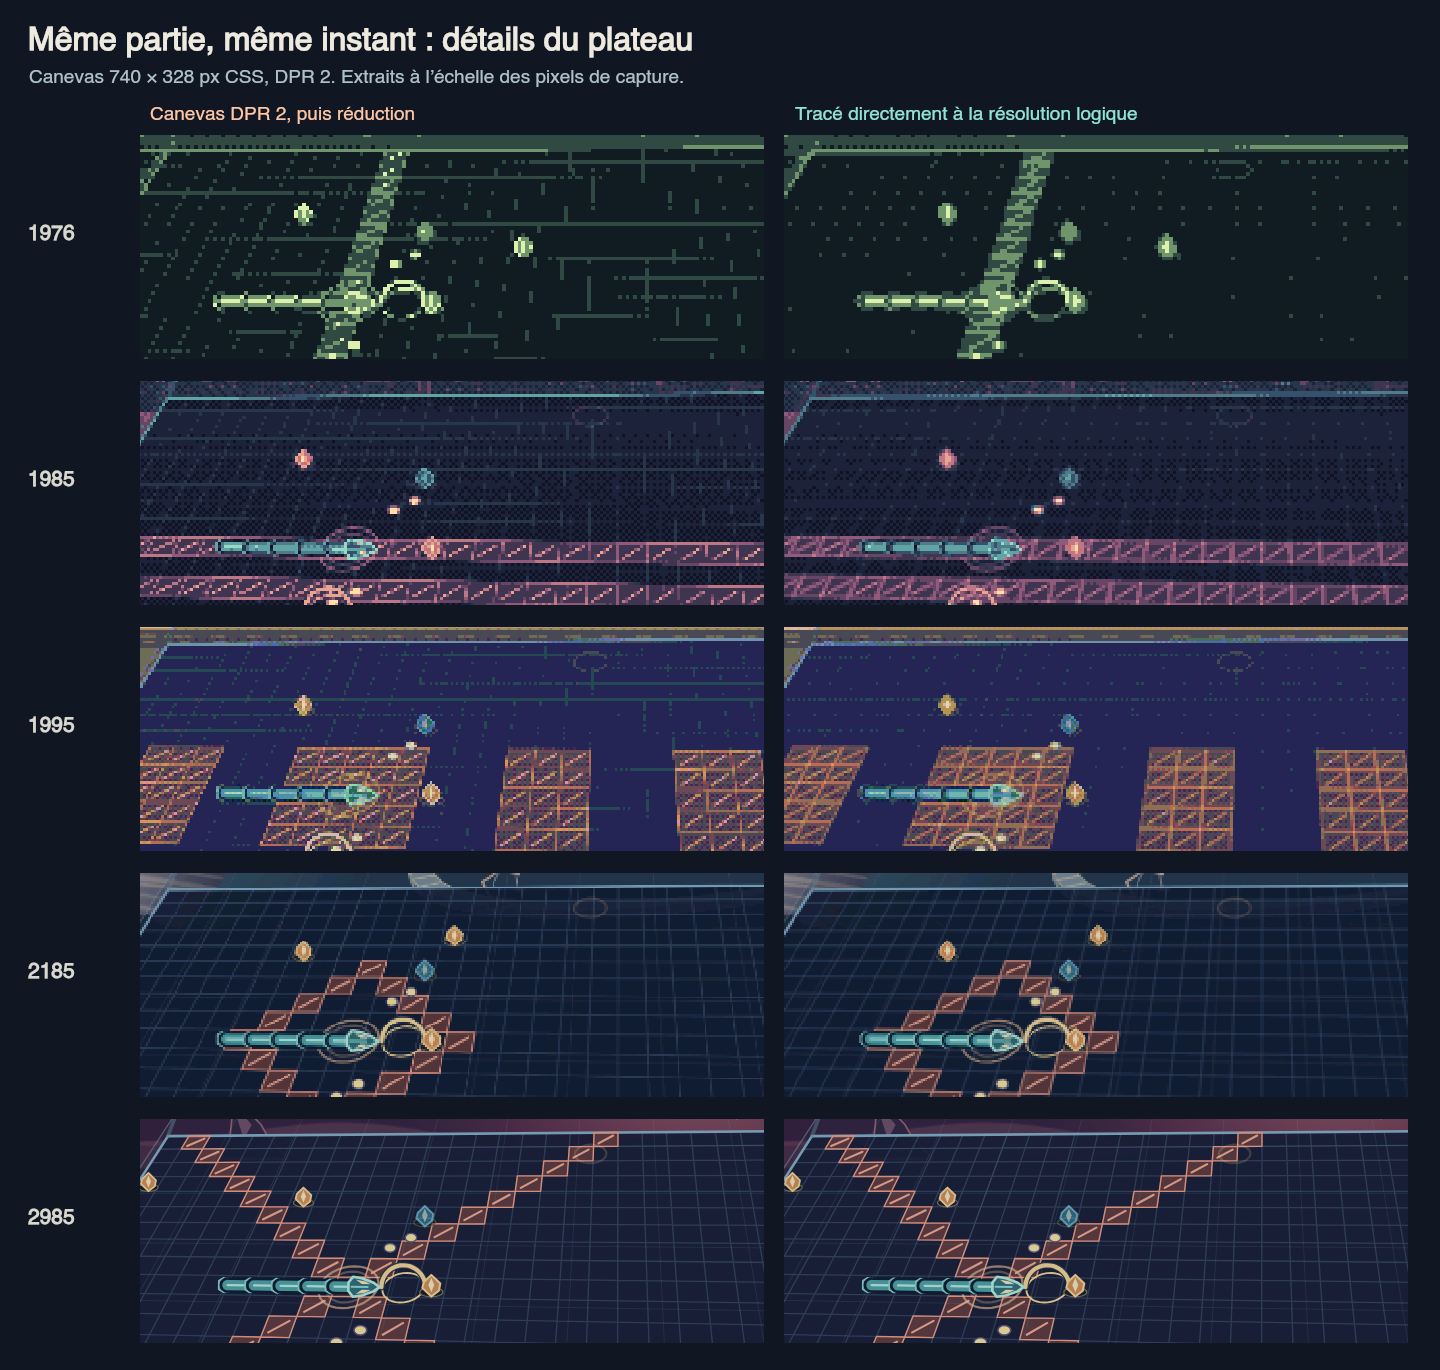 Même partie, même instant : détails du plateau
Canevas 740 × 328 px CSS, DPR 2. Extraits à l’échelle des pixels de capture.
Canevas DPR 2, puis réduction
Tracé directement à la résolution logique
1976
1985
1995
2185
2985